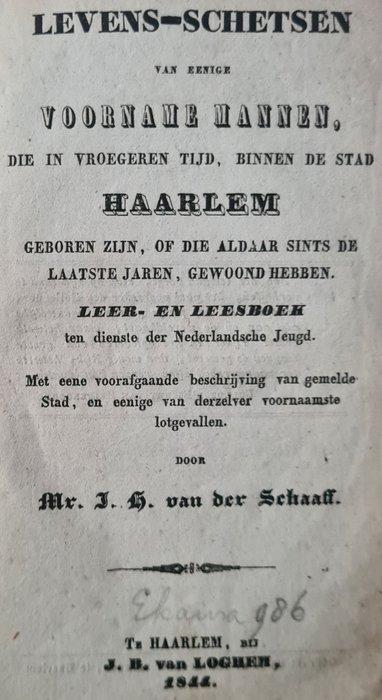 LEVENS-SCHETSEN
VAN EENIGE
VOORNAME MANNEN,
DIE IN VROEGEREN TIJD, BINNEN DE STAD
HAARLEM
GEBOREN ZIJN, OF DIE ALDAAR SINTS DE
LAATSTE JAREN, GEWOOND HEBBEN.
LEER- EN LEESBOEK
ten dienste der Nederlandsche Jeugd.
Met eene voorafgaande beschrijving van gemelde
Stad, en eenige van derzelver voornaamste
lotgevallen.
DOOR
Mr. J. H. van der Schaaff.
986
TE HAARLEM, BIJ
J. B. van LOGHEM,
1844.